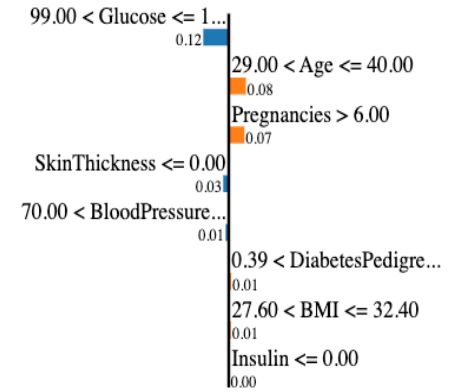 99.00 < Glucose <= 1...
0.12
29.00 < Age <= 40.00
0.08
Pregnancies > 6.00
0.07
SkinThickness <= 0.00
0.03
70.00 < BloodPressure...
0.01
0.39 < DiabetesPedigre...
0.01
27.60 < BMI <= 32.40
0.01
Insulin <= 0.00
0.00